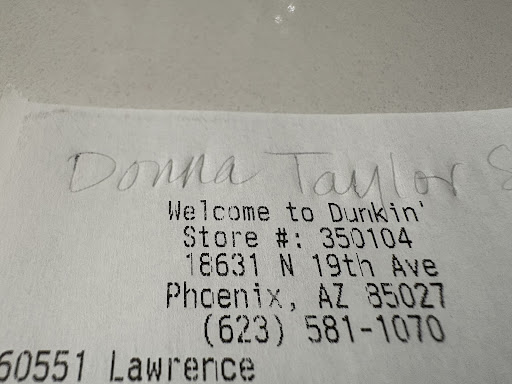 Donna Taylor S
Welcome to Dunkin'
Store #: 350104
18631 N 19th Ave
Phoenix, AZ 85027
(623) 581-1070
60551 Lawrence